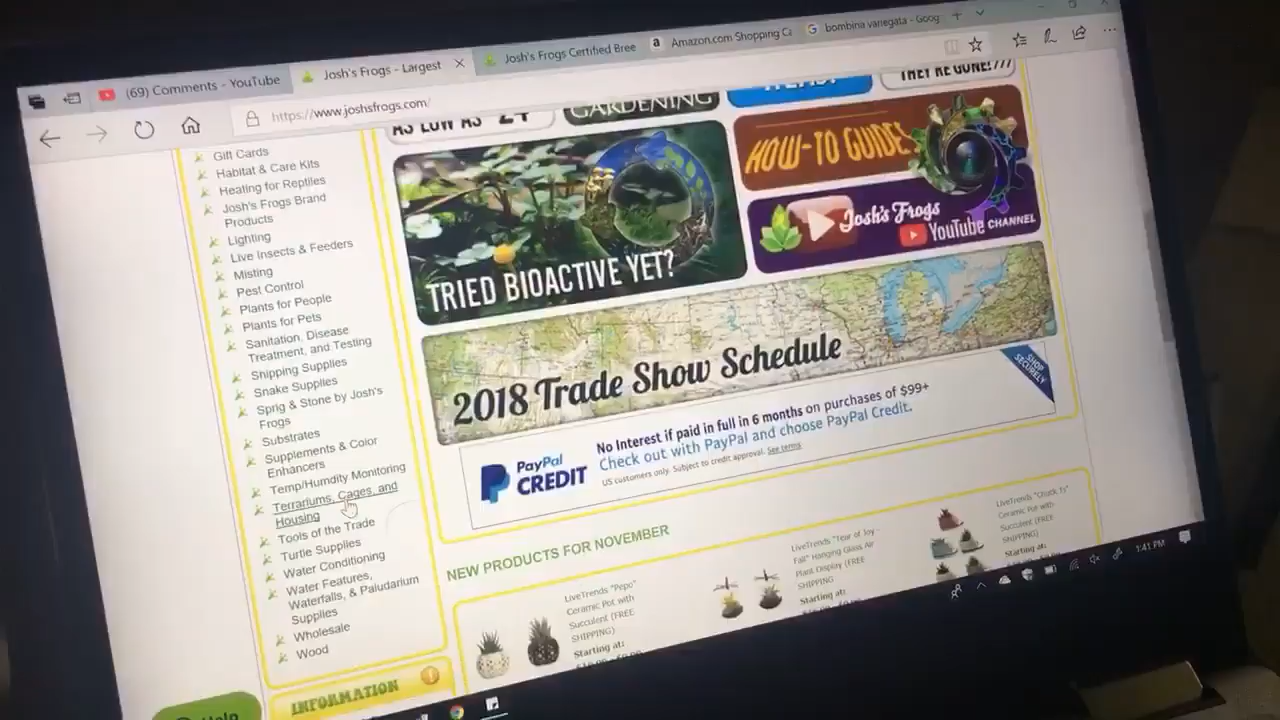 (69) Comments - YouTube
Josh's Frogs - Largest
Josh's Frogs Certified Bree
Amazon.com Shopping Ca
bombina variegata - Goog
https://www.joshsfrogs.com/
Gift Cards
Habitat & Care Kits
Heating for Reptiles
Josh's Frogs Brand
Products
Lighting
Live Insects & Feeders
Misting
Pest Control
Plants for People
Plants for Pets
Sanitation, Disease
Treatment, and Testing
Shipping Supplies
Snake Supplies
Sprig & Stone by Josh's
Frogs
Substrates
Supplements & Color
Enhancers
Temp/Humdity Monitoring
Terrariums, Cages, and
Housing
Tools of the Trade
Turtle Supplies
Water Conditioning
Water Features,
Waterfalls, & Paludarium
Supplies
Wholesale
Wood
INFORMATION
Help
AS LOW AS
GARDENING
THEY'RE GONE!???
TRIED BIOACTIVE YET?
HOW-TO GUIDE
Josh's Frogs
YouTube CHANNEL
2018 Trade Show Schedule
PayPal
CREDIT
No Interest if paid in full in 6 months on purchases of $99+
Check out with PayPal and choose PayPal Credit.
US customers only. Subject to credit approval. See terms
SHOP
SECURELY
NEW PRODUCTS FOR NOVEMBER
LiveTrends "Pepo"
Ceramic Pot with
Succulent (FREE
SHIPPING)
Starting at:
LiveTrends "Tear of Joy -
Fall" Hanging Glass Air
Plant Display (FREE
SHIPPING
Starting at:
LiveTrends "Chuck Ts"
Ceramic Pot with
Succulent (FREE
SHIPPING)
Starting at:
1:41 PM